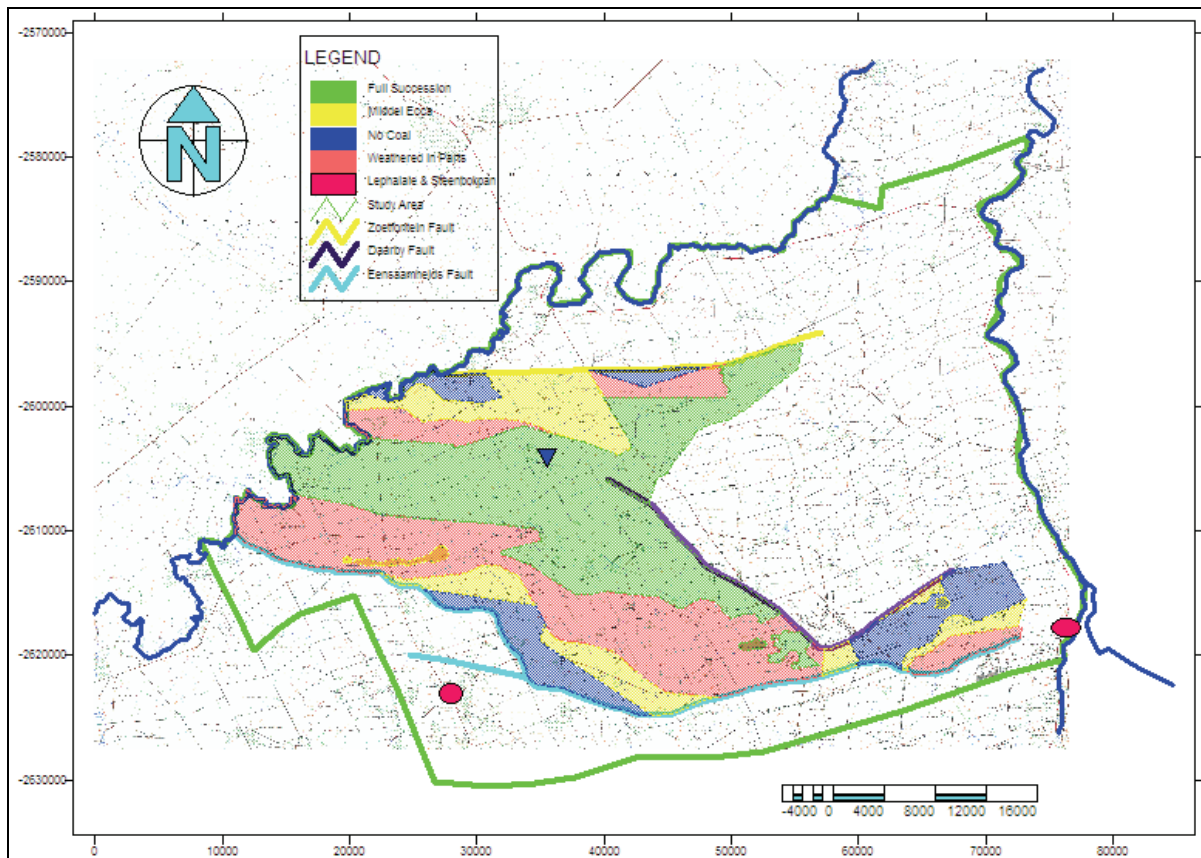 -2570000
-2580000
-2590000
-2600000
-2610000
-2620000
-2630000
N
LEGEND
Full Succession
Middel Ecca
No Coal
Weathered in Parts
Lephalale & Steenbokpan
Study Area
Zoetfontein Fault
Daarby Fault
-4000 0 4000 8000 12000 16000
0 10000 20000 30000 40000 50000 60000 70000 80000